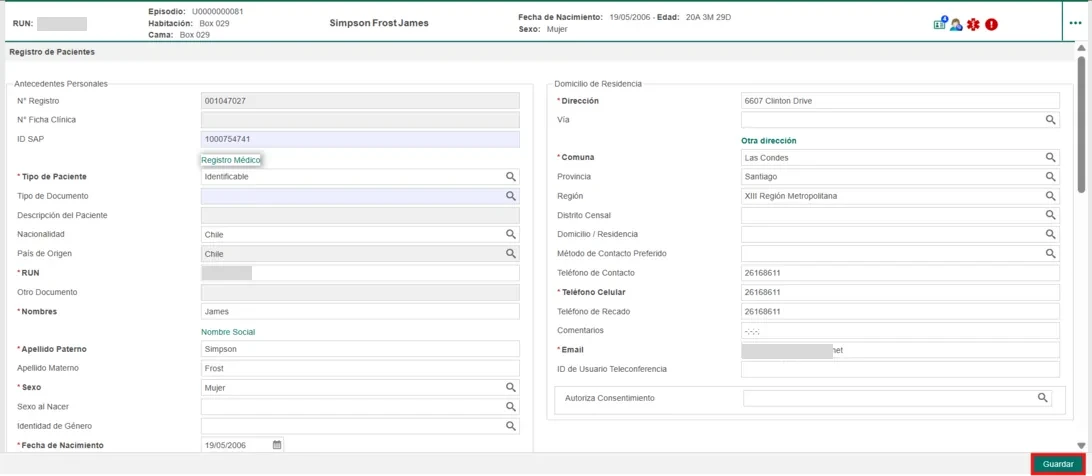 RUN:
Episodio: U0000000081
Habitación: Box 029
Cama: Box 029
Simpson Frost James
Fecha de Nacimiento: 19/05/2006 - Edad: 20A 3M 29D
Sexo: Mujer
4
Registro de Pacientes
Antecedentes Personales
N° Registro 001047027
N° Ficha Clínica
ID SAP 1000754741
Registro Médico
* Tipo de Paciente Identificable
Tipo de Documento
Descripción del Paciente
Nacionalidad Chile
País de Origen Chile
* RUN
Otro Documento
* Nombres James
Nombre Social
* Apellido Paterno Simpson
Apellido Materno Frost
* Sexo Mujer
Sexo al Nacer
Identidad de Género
* Fecha de Nacimiento 19/05/2006
Domicilio de Residencia
* Dirección 6607 Clinton Drive
Vía
Otra dirección
* Comuna Las Condes
Provincia Santiago
Región XIII Región Metropolitana
Distrito Censal
Domicilio / Residencia
Método de Contacto Preferido
Teléfono de Contacto 26168611
* Teléfono Celular 26168611
Teléfono de Recado 26168611
Comentarios -;-;-;
* Email net
ID de Usuario Teleconferencia
Autoriza Consentimiento
Guardar